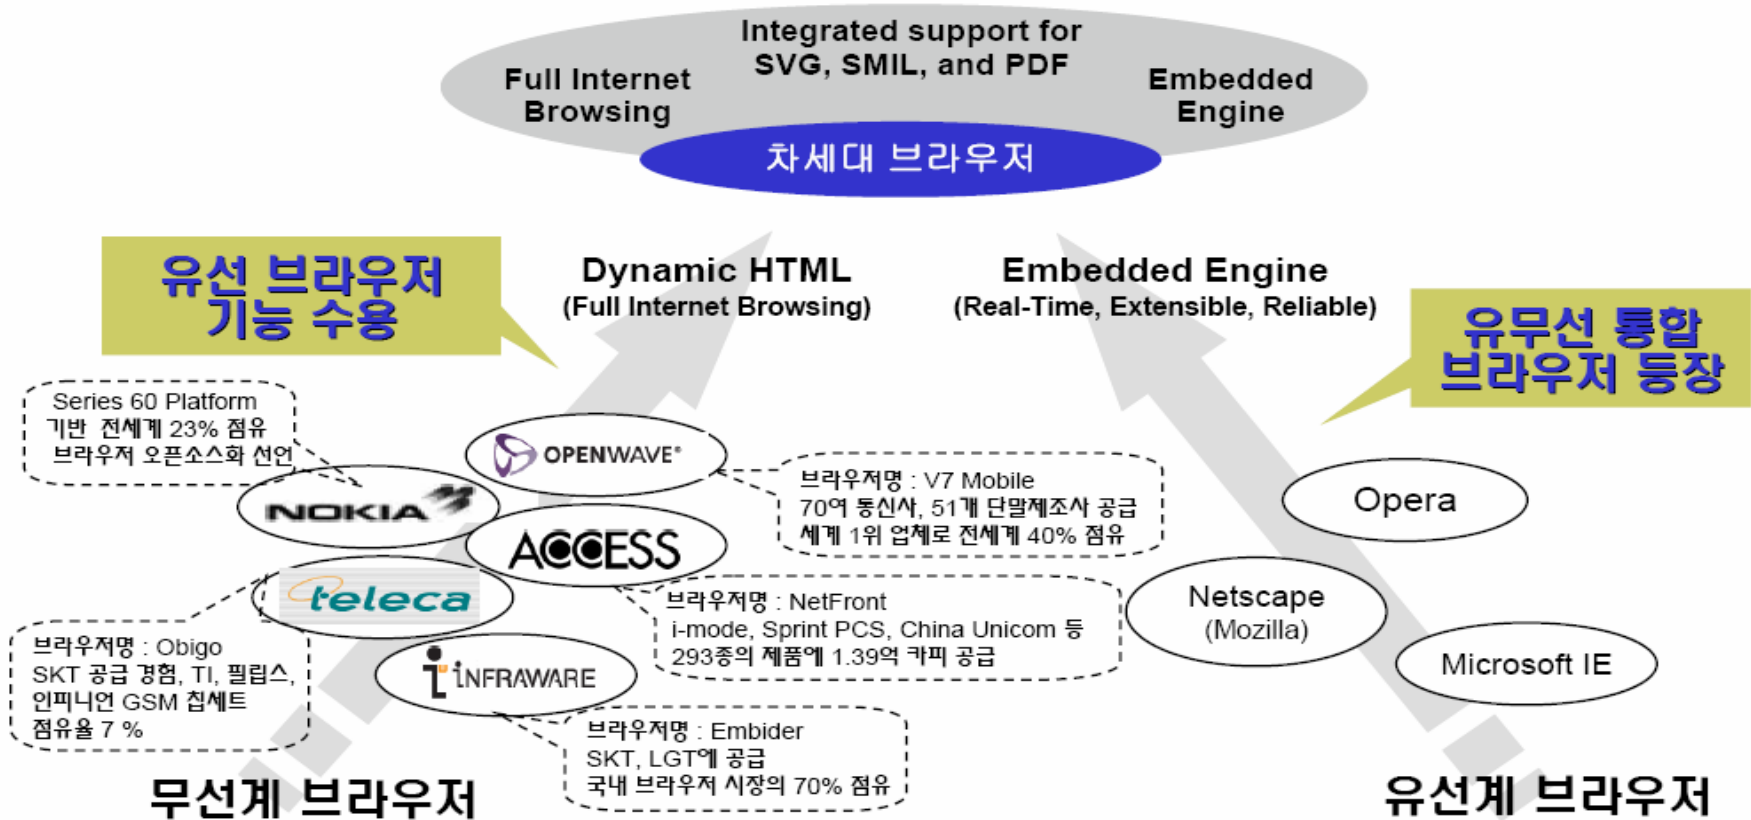 Integrated support for
SVG, SMIL, and PDF
Full Internet
Browsing
Embedded
Engine
차세대 브라우저
유선 브라우저
기능 수용
Dynamic HTML
(Full Internet Browsing)
Embedded Engine
(Real-Time, Extensible, Reliable)
유무선 통합
브라우저 등장
Series 60 Platform
기반 전세계 23% 점유
브라우저 오픈소스화 선언
OPENWAVE®
NOKIA
브라우저명 : V7 Mobile
70여 통신사, 51개 단말제조사 공급
세계 1위 업체로 전세계 40% 점유
Opera
ACCESS
teleca
브라우저명 : NetFront
i-mode, Sprint PCS, China Unicom 등
293종의 제품에 1.39억 카피 공급
Netscape
(Mozilla)
브라우저명 : Obigo
SKT 공급 경험, TI, 필립스,
인피니언 GSM 칩세트
점유율 7 %
INFRAWARE
Microsoft IE
브라우저명 : Embider
SKT, LGT에 공급
국내 브라우저 시장의 70% 점유
무선계 브라우저
유선계 브라우저